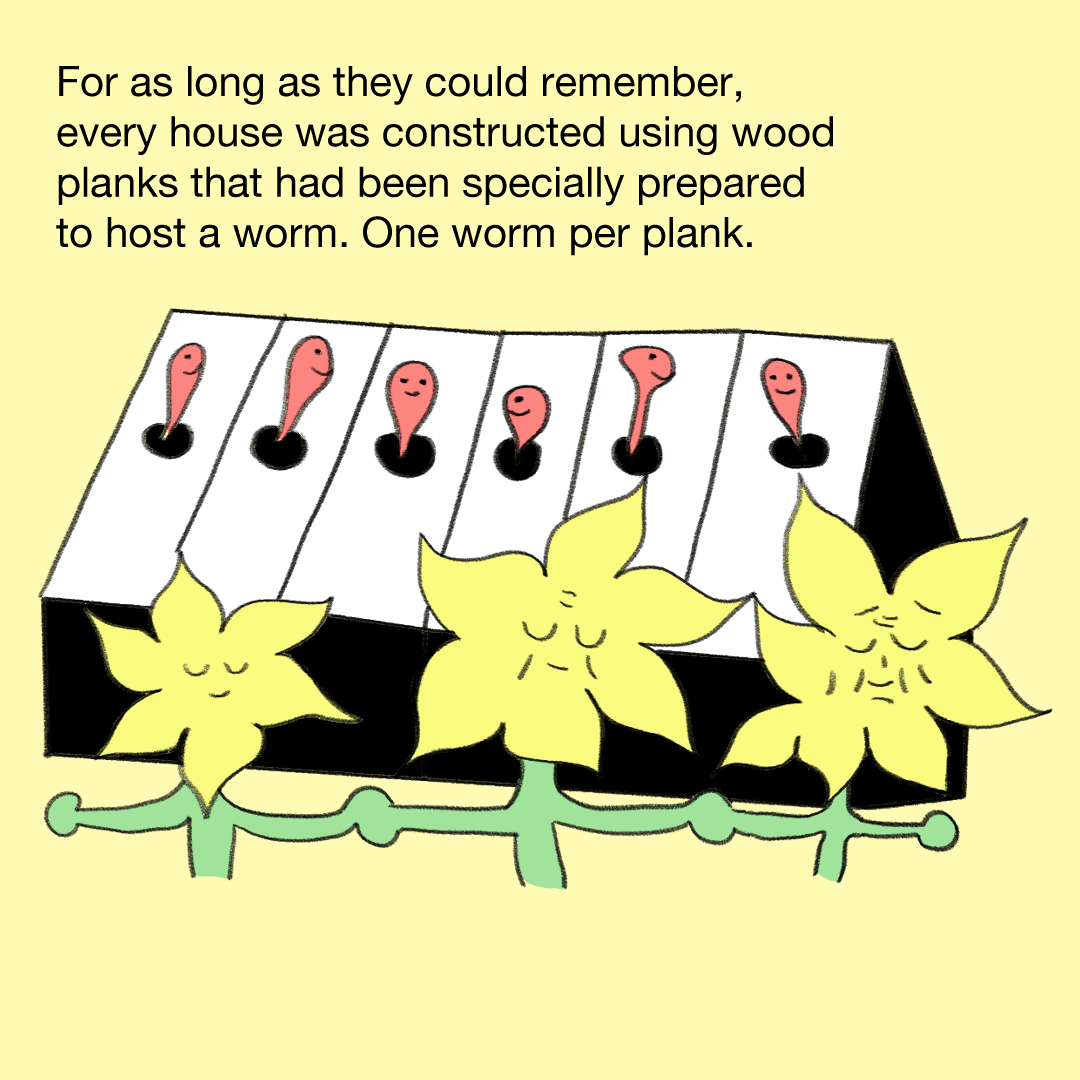 For as long as they could remember,
every house was constructed using wood
planks that had been specially prepared
to host a worm. One worm per plank.